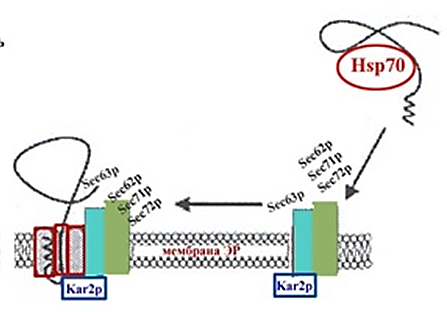 Hsp70
Sec62p
Sec71p
Sec72p
Sec63p
Sec63p
Sec62p
Sec71p
Sec72p
мембрана ЭР
Kar2p
Kar2p